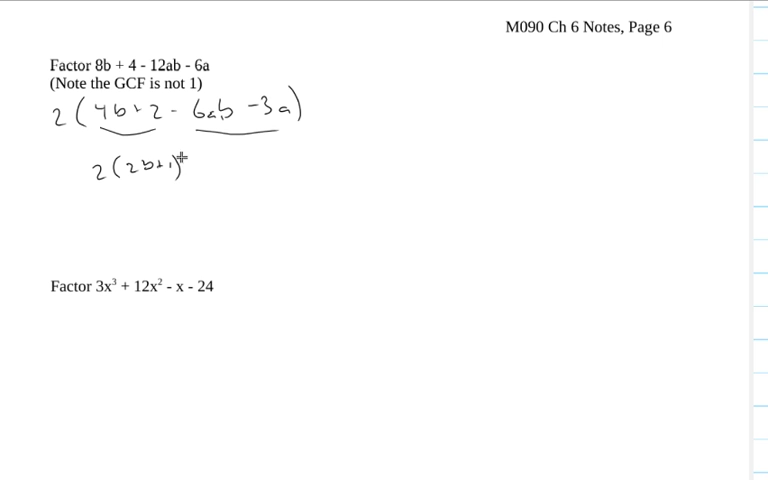 M090 Ch 6 Notes, Page 6
Factor 8b + 4 - 12ab - 6a
(Note the GCF is not 1)
2 (4b + 2 - 6ab - 3a)
2 (2b + 1)
Factor 3x³ + 12x² - x - 24